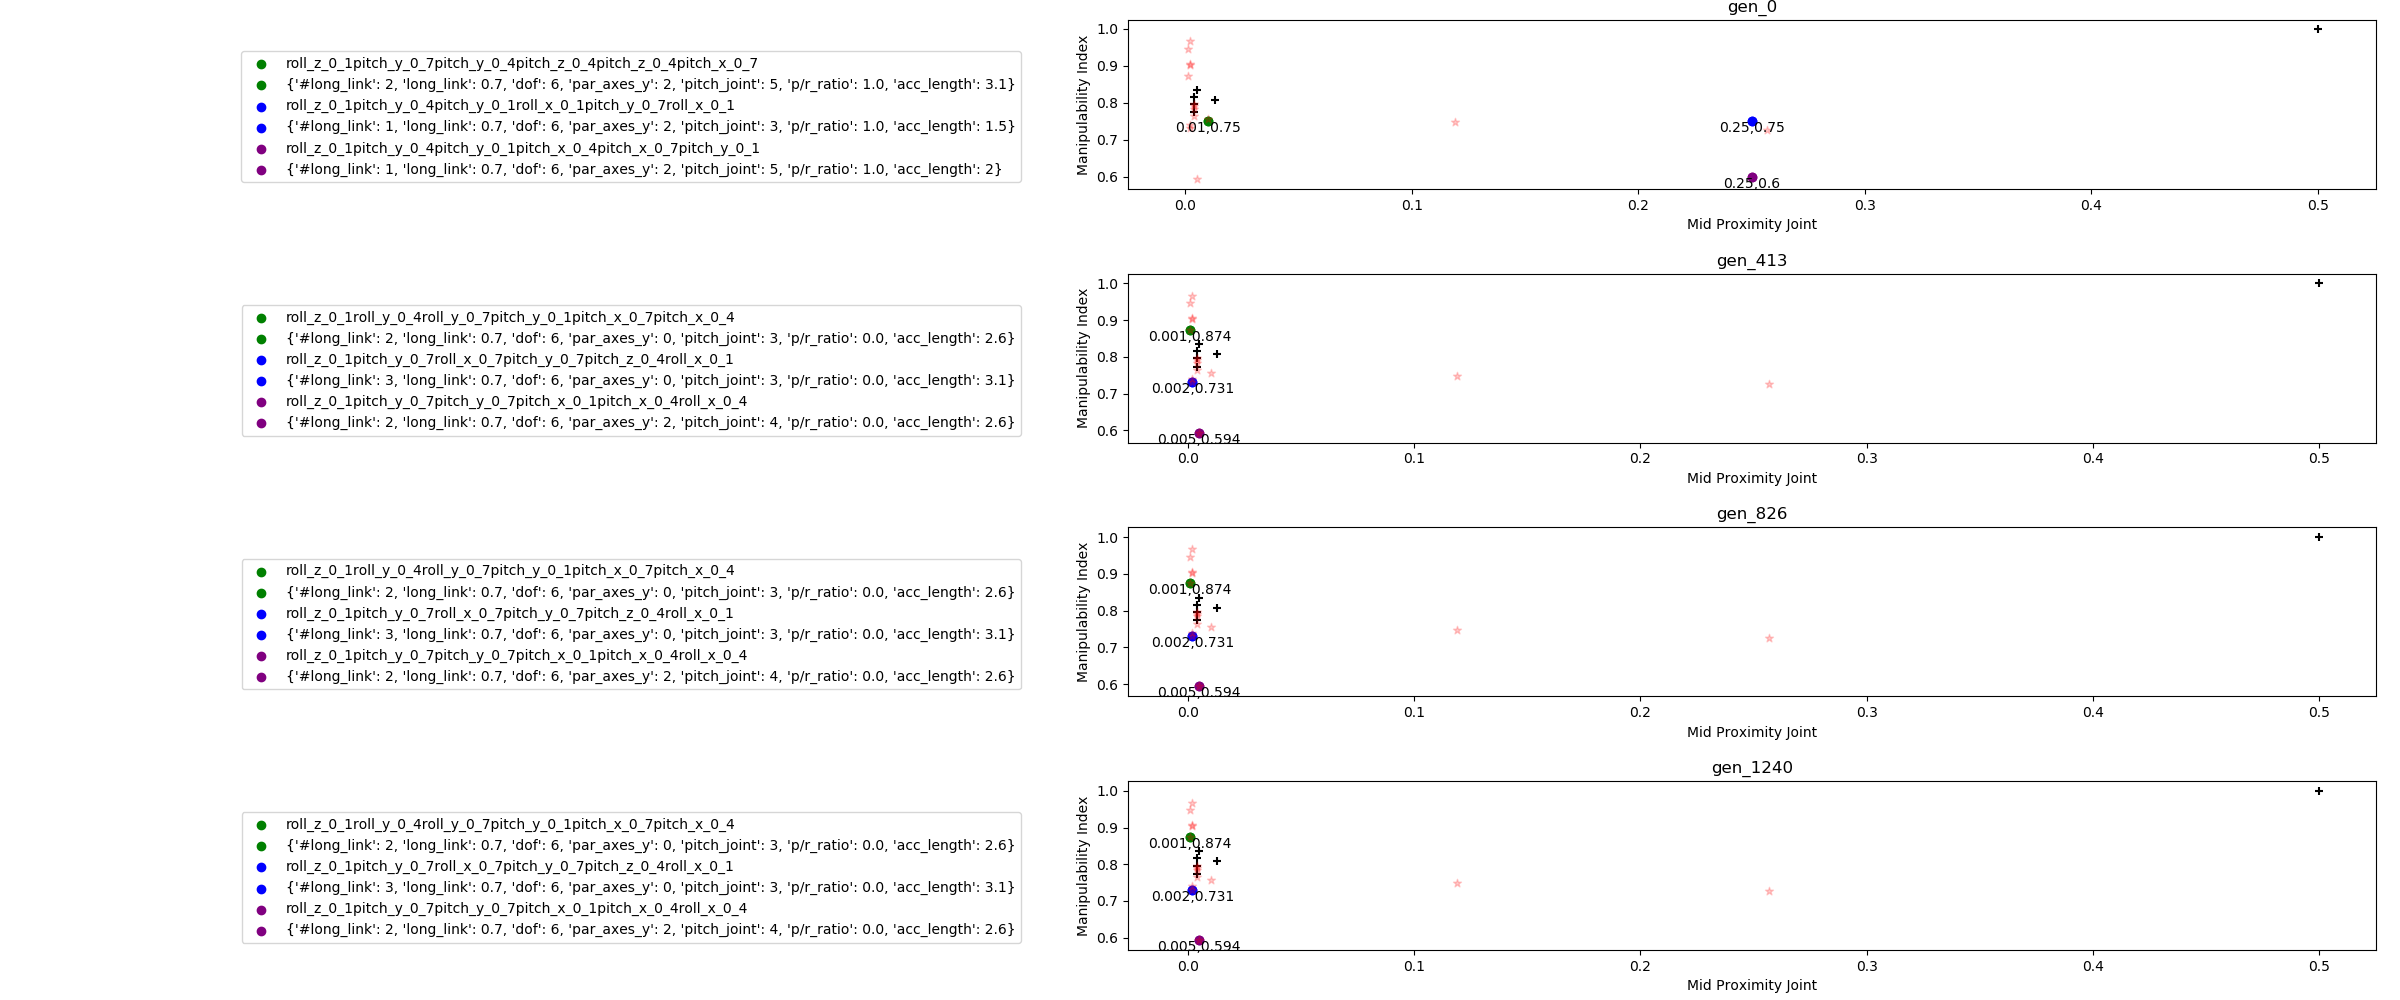 roll_z_0_1pitch_y_0_7pitch_y_0_4pitch_z_0_4pitch_z_0_4pitch_x_0_7
{'#long_link': 2, 'long_link': 0.7, 'dof': 6, 'par_axes_y': 2, 'pitch_joint': 5, 'p/r_ratio': 1.0, 'acc_length': 3.1}
roll_z_0_1pitch_y_0_4pitch_y_0_1roll_x_0_1pitch_y_0_7roll_x_0_1
{'#long_link': 1, 'long_link': 0.7, 'dof': 6, 'par_axes_y': 2, 'pitch_joint': 3, 'p/r_ratio': 1.0, 'acc_length': 1.5}
roll_z_0_1pitch_y_0_4pitch_y_0_1pitch_x_0_4pitch_x_0_7pitch_y_0_1
{'#long_link': 1, 'long_link': 0.7, 'dof': 6, 'par_axes_y': 2, 'pitch_joint': 5, 'p/r_ratio': 1.0, 'acc_length': 2}
gen_0
Manipulability Index
1.0
0.9
0.8
0.7
0.6
0.01,0.75
0.25,0.75
0.25,0.6
0.0 0.1 0.2 0.3 0.4 0.5
Mid Proximity Joint
roll_z_0_1roll_y_0_4roll_y_0_7pitch_y_0_1pitch_x_0_7pitch_x_0_4
{'#long_link': 2, 'long_link': 0.7, 'dof': 6, 'par_axes_y': 0, 'pitch_joint': 3, 'p/r_ratio': 0.0, 'acc_length': 2.6}
roll_z_0_1pitch_y_0_7roll_x_0_7pitch_y_0_7pitch_z_0_4roll_x_0_1
{'#long_link': 3, 'long_link': 0.7, 'dof': 6, 'par_axes_y': 0, 'pitch_joint': 3, 'p/r_ratio': 0.0, 'acc_length': 3.1}
roll_z_0_1pitch_y_0_7pitch_y_0_7pitch_x_0_1pitch_x_0_4roll_x_0_4
{'#long_link': 2, 'long_link': 0.7, 'dof': 6, 'par_axes_y': 2, 'pitch_joint': 4, 'p/r_ratio': 0.0, 'acc_length': 2.6}
gen_413
Manipulability Index
1.0
0.9
0.8
0.7
0.6
0.001,0.874
0.002,0.731
0.005,0.594
0.0 0.1 0.2 0.3 0.4 0.5
Mid Proximity Joint
roll_z_0_1roll_y_0_4roll_y_0_7pitch_y_0_1pitch_x_0_7pitch_x_0_4
{'#long_link': 2, 'long_link': 0.7, 'dof': 6, 'par_axes_y': 0, 'pitch_joint': 3, 'p/r_ratio': 0.0, 'acc_length': 2.6}
roll_z_0_1pitch_y_0_7roll_x_0_7pitch_y_0_7pitch_z_0_4roll_x_0_1
{'#long_link': 3, 'long_link': 0.7, 'dof': 6, 'par_axes_y': 0, 'pitch_joint': 3, 'p/r_ratio': 0.0, 'acc_length': 3.1}
roll_z_0_1pitch_y_0_7pitch_y_0_7pitch_x_0_1pitch_x_0_4roll_x_0_4
{'#long_link': 2, 'long_link': 0.7, 'dof': 6, 'par_axes_y': 2, 'pitch_joint': 4, 'p/r_ratio': 0.0, 'acc_length': 2.6}
gen_826
Manipulability Index
1.0
0.9
0.8
0.7
0.6
0.001,0.874
0.002,0.731
0.005,0.594
0.0 0.1 0.2 0.3 0.4 0.5
Mid Proximity Joint
roll_z_0_1roll_y_0_4roll_y_0_7pitch_y_0_1pitch_x_0_7pitch_x_0_4
{'#long_link': 2, 'long_link': 0.7, 'dof': 6, 'par_axes_y': 0, 'pitch_joint': 3, 'p/r_ratio': 0.0, 'acc_length': 2.6}
roll_z_0_1pitch_y_0_7roll_x_0_7pitch_y_0_7pitch_z_0_4roll_x_0_1
{'#long_link': 3, 'long_link': 0.7, 'dof': 6, 'par_axes_y': 0, 'pitch_joint': 3, 'p/r_ratio': 0.0, 'acc_length': 3.1}
roll_z_0_1pitch_y_0_7pitch_y_0_7pitch_x_0_1pitch_x_0_4roll_x_0_4
{'#long_link': 2, 'long_link': 0.7, 'dof': 6, 'par_axes_y': 2, 'pitch_joint': 4, 'p/r_ratio': 0.0, 'acc_length': 2.6}
gen_1240
Manipulability Index
1.0
0.9
0.8
0.7
0.6
0.001,0.874
0.002,0.731
0.005,0.594
0.0 0.1 0.2 0.3 0.4 0.5
Mid Proximity Joint